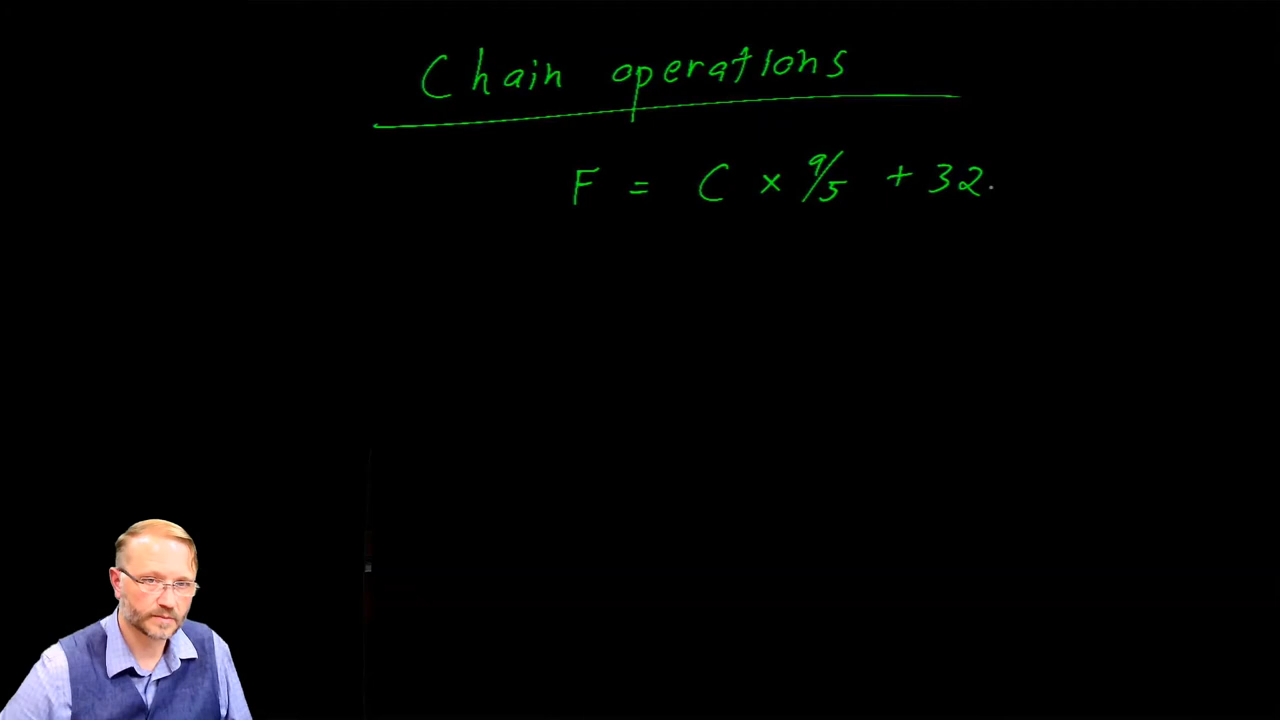 Chain operations
F = C × 9/5 + 32.